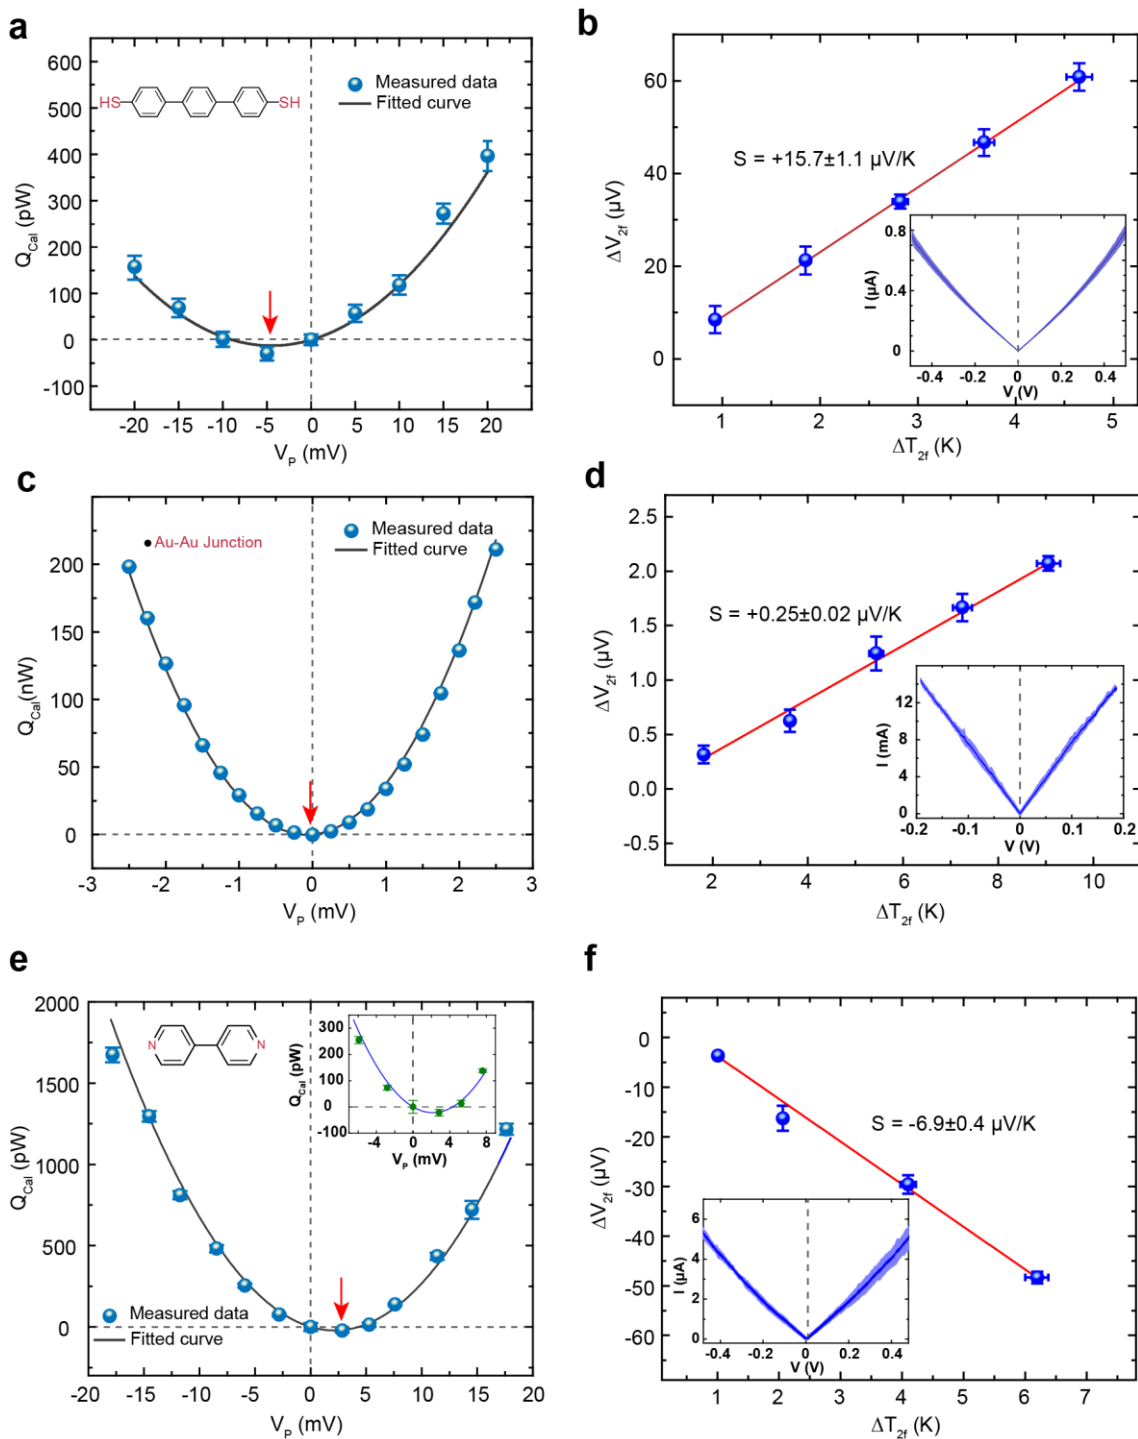 a
600
500
400
300
200
100
0
-100
Q_Cal (pW)
HS
SH
Measured data
Fitted curve
-20 -15 -10 -5 0 5 10 15 20
V_P (mV)
b
60
40
20
0
ΔV_2f (µV)
S = +15.7±1.1 µV/K
0.8
0.4
0
I (µA)
-0.4 -0.2 0 0.2 0.4
V (V)
1 2 3 4 5
ΔT_2f (K)
c
200
150
100
50
0
Q_Cal(nW)
• Au-Au Junction
Measured data
Fitted curve
-3 -2 -1 0 1 2 3
V_P (mV)
d
2.5
2.0
1.5
1.0
0.5
0.0
-0.5
ΔV_2f (µV)
S = +0.25±0.02 µV/K
12
8
4
0
I (mA)
-0.2 -0.1 0 0.1 0.2
V (V)
2 4 6 8 10
ΔT_2f (K)
e
2000
1500
1000
500
0
Q_Cal (pW)
N
N
300
200
100
0
-100
Q_Cal (pW)
-4 0 4 8
V_P (mV)
Measured data
Fitted curve
-20 -15 -10 -5 0 5 10 15 20
V_P (mV)
f
0
-10
-20
-30
-40
-50
-60
ΔV_2f (µV)
S = -6.9±0.4 µV/K
6
4
2
0
I (µA)
-0.4 -0.2 0 0.2 0.4
V (V)
1 2 3 4 5 6 7
ΔT_2f (K)